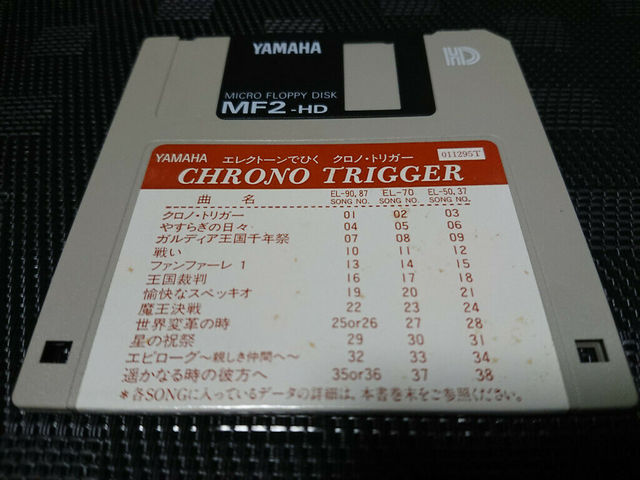 YAMAHA
HD
MICRO FLOPPY DISK
MF2-HD
YAMAHA エレクトーンでひく クロノ・トリガー 011295T
CHRONO TRIGGER
曲名 EL-90,87 SONG NO. EL-70 SONG NO. EL-50,37 SONG NO.
クロノ・トリガー 01 02 03
やすらぎの日々 04 05 06
ガルディア王国千年祭 07 08 09
戦い 10 11 12
ファンファーレ 1 13 14 15
王国裁判 16 17 18
愉快なスペッキオ 19 20 21
魔王決戦 22 23 24
世界変革の時 25or26 27 28
星の祝祭 29 30 31
エピローグ〜親しき仲間へ〜 32 33 34
遥かなる時の彼方へ 35or36 37 38
*各SONGに入っているデータの詳細は、本書巻末をご参照ください。